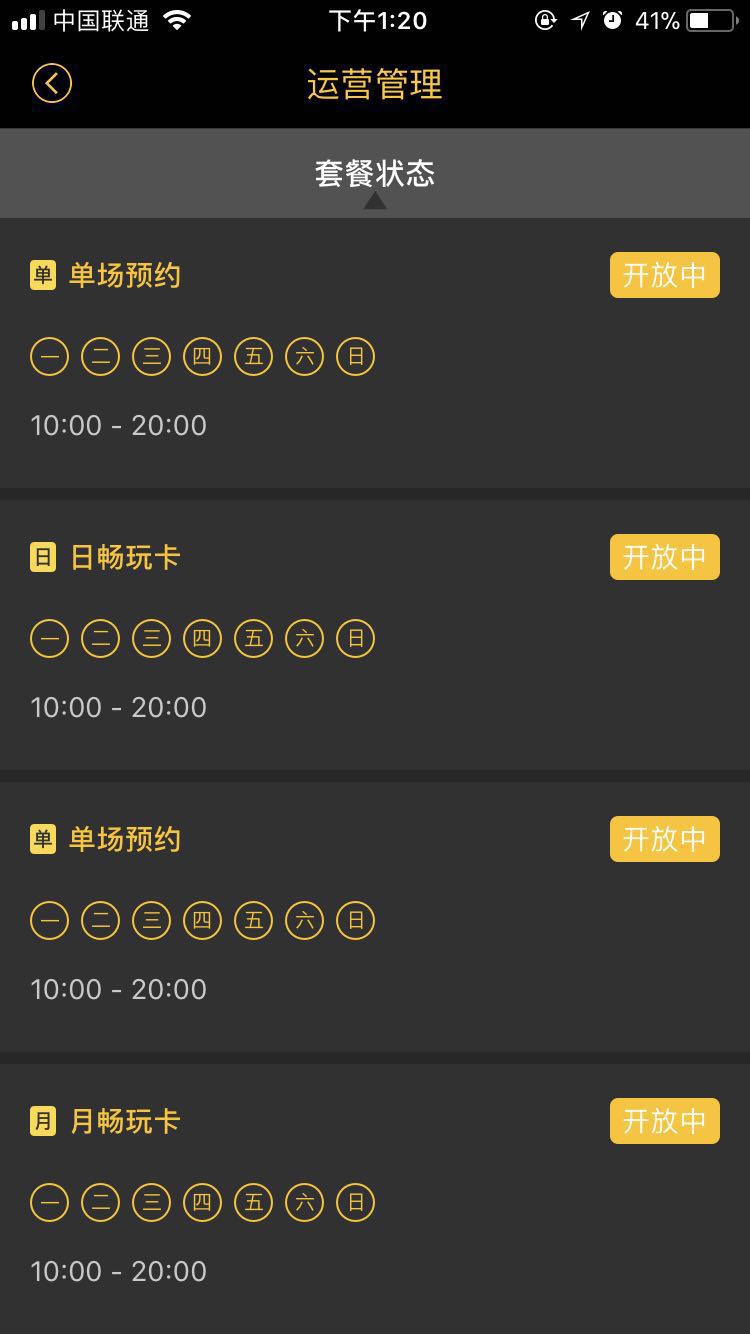 中国联通 下午1:20 41%
运营管理
套餐状态
单 单场预约 开放中
一 二 三 四 五 六 日
10:00 - 20:00
日 日畅玩卡 开放中
一 二 三 四 五 六 日
10:00 - 20:00
单 单场预约 开放中
一 二 三 四 五 六 日
10:00 - 20:00
月 月畅玩卡 开放中
一 二 三 四 五 六 日
10:00 - 20:00